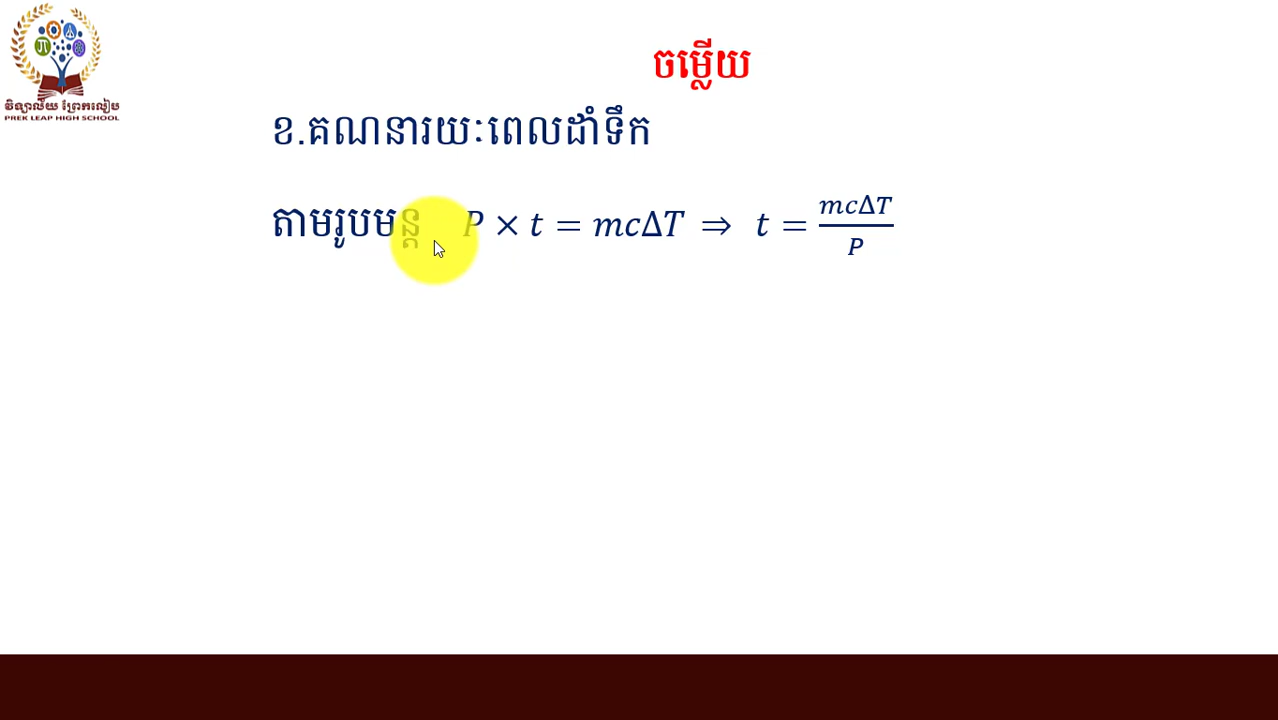 វិទ្យាល័យ ព្រែកលៀប
PREK LEAP HIGH SCHOOL
ចម្លើយ
ខ.គណនារយៈពេលដាំទឹក
តាមរូបមន្ត P × t = mcΔT ⇒ t = mcΔT / P